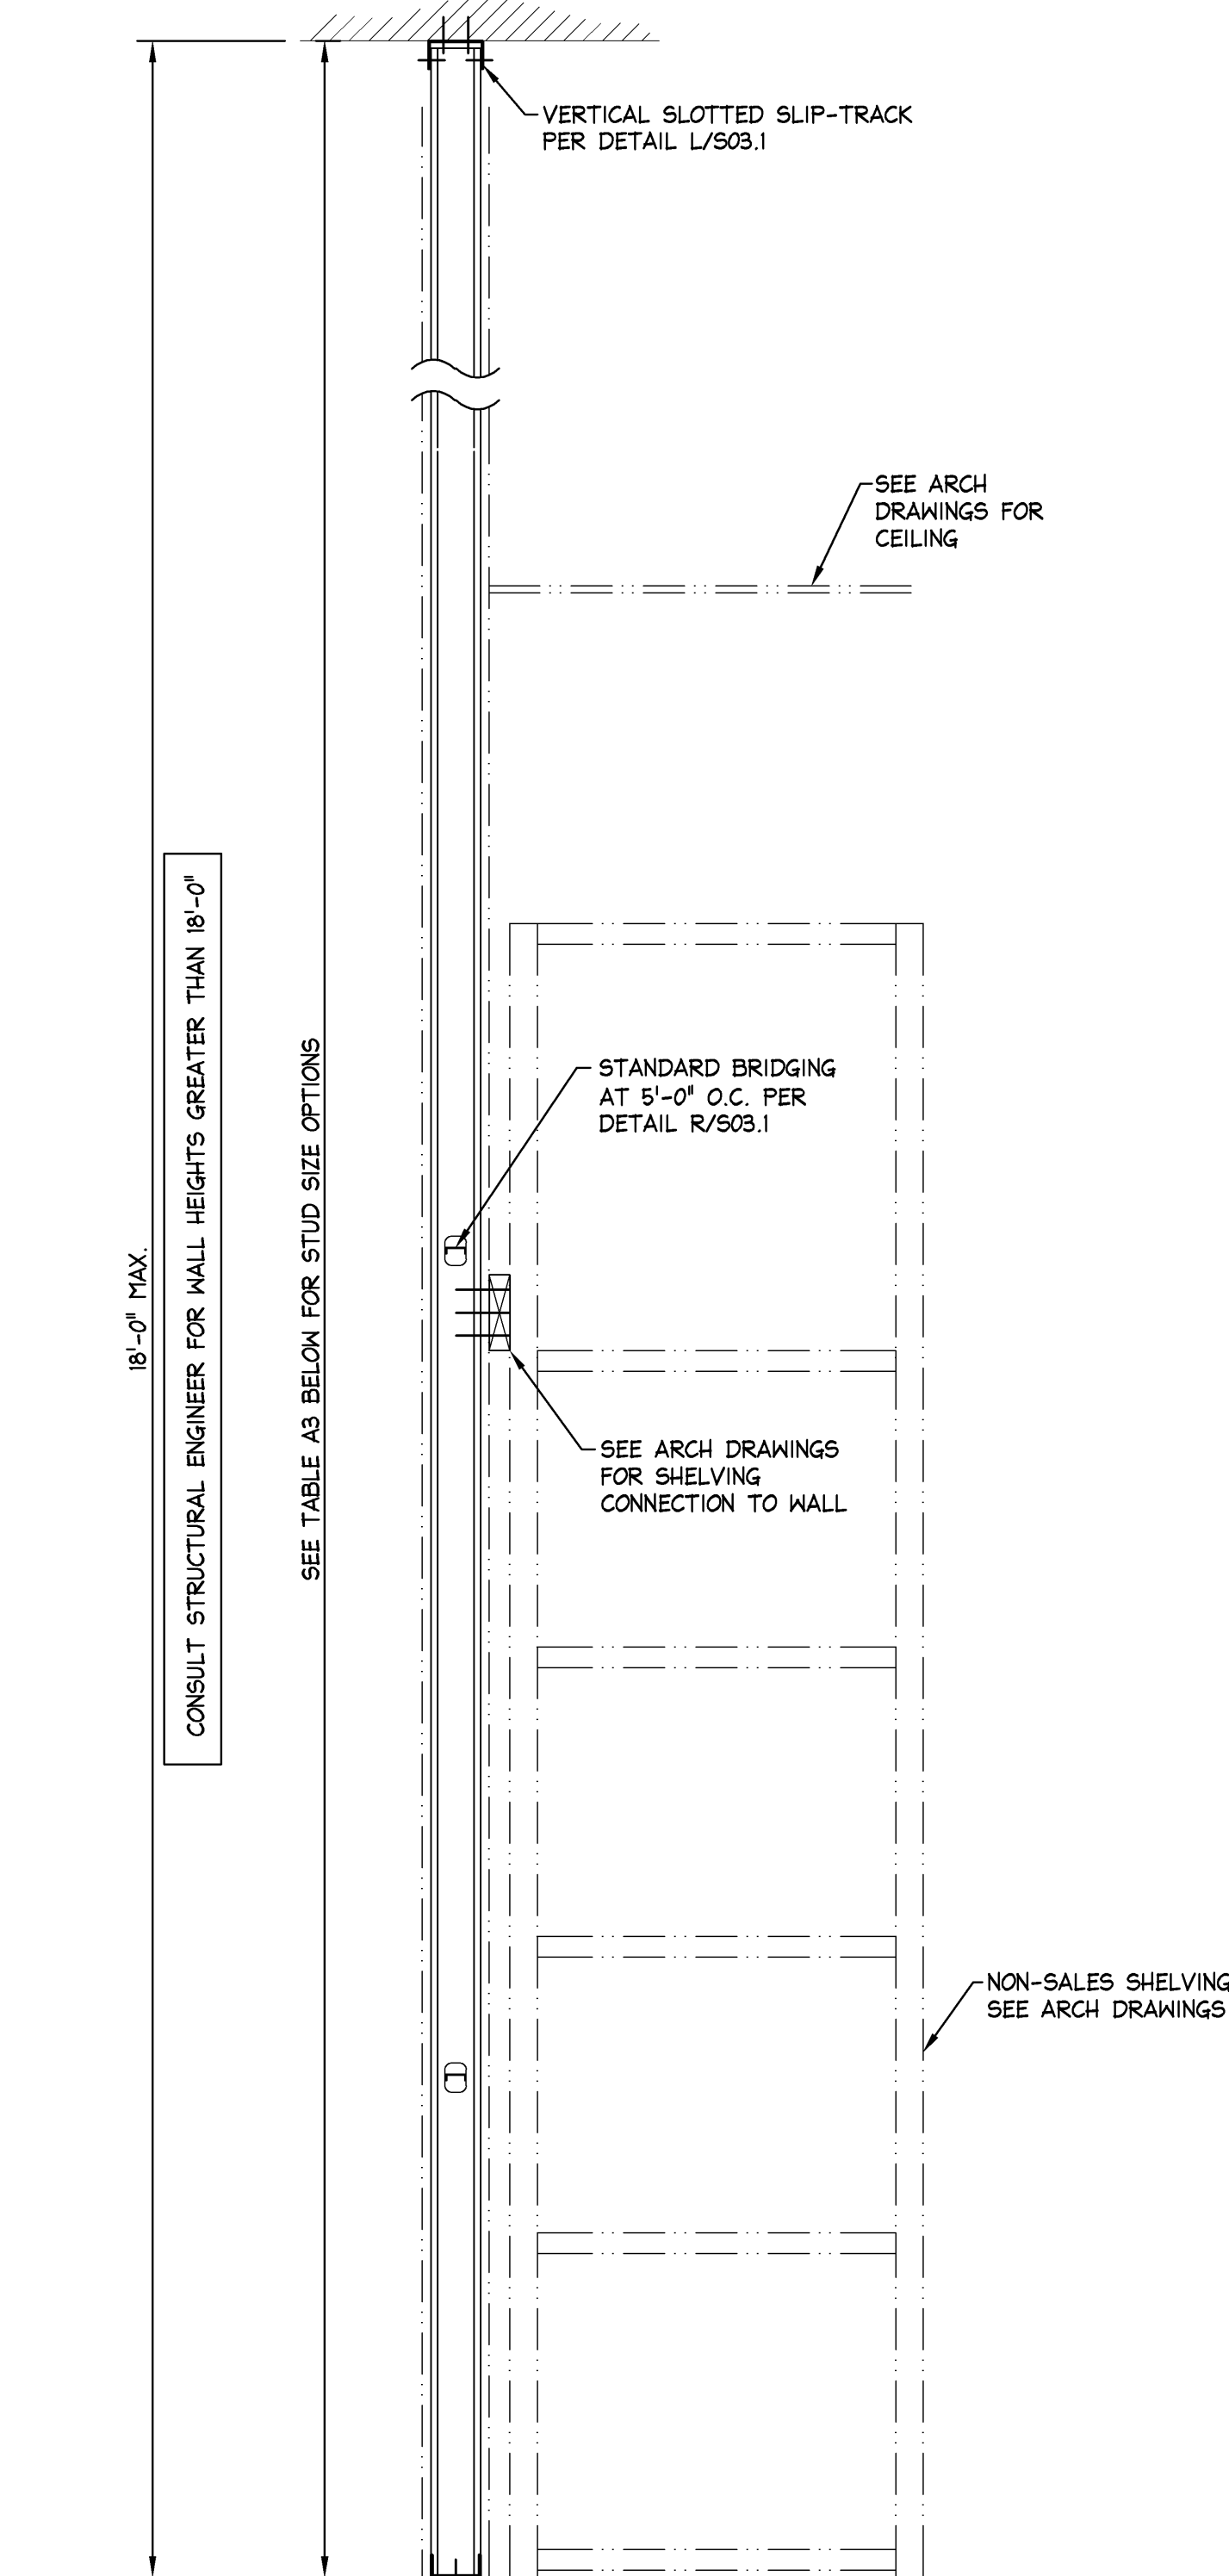 VERTICAL SLOTTED SLIP-TRACK
PER DETAIL L/S03.1
SEE ARCH
DRAWINGS FOR
CEILING
CONSULT STRUCTURAL ENGINEER FOR WALL HEIGHTS GREATER THAN 18'-0"
18'-0" MAX.
SEE TABLE A3 BELOW FOR STUD SIZE OPTIONS
STANDARD BRIDGING
AT 5'-0" O.C. PER
DETAIL R/S03.1
SEE ARCH DRAWINGS
FOR SHELVING
CONNECTION TO WALL
NON-SALES SHELVING
SEE ARCH DRAWINGS